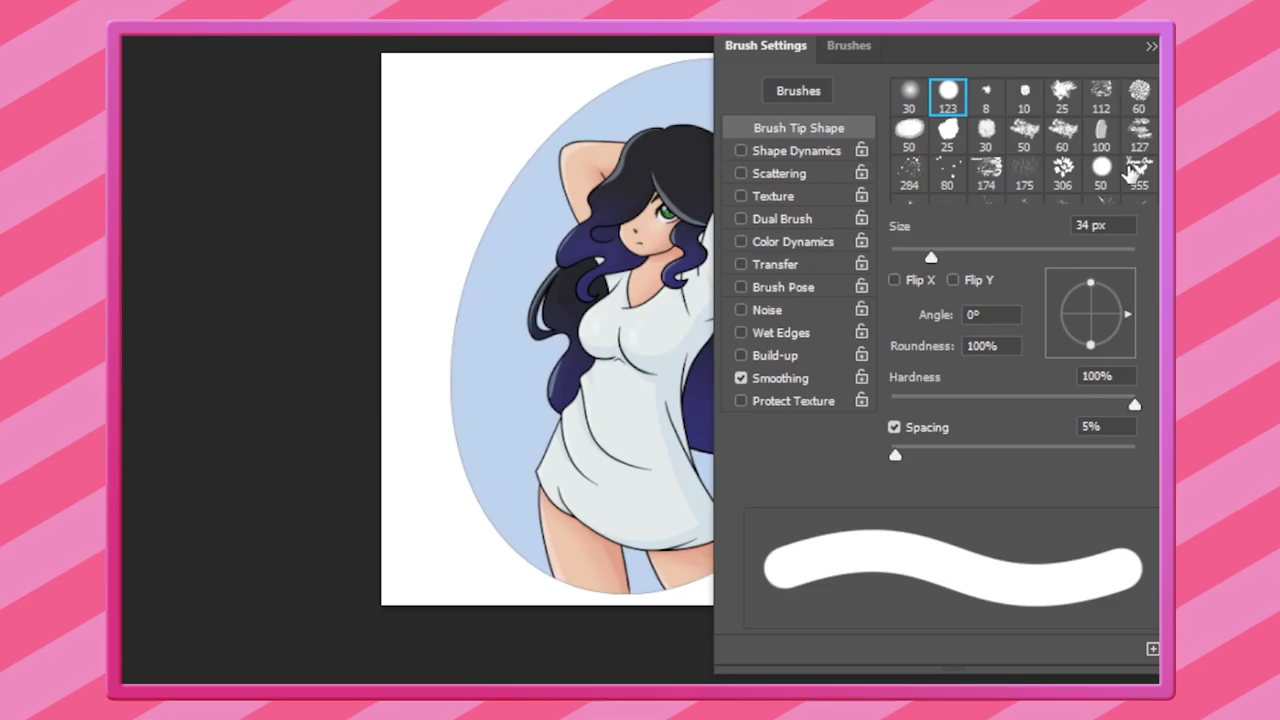 Brush Settings Brushes
Brushes
30 123 8 10 25 112 60
Brush Tip Shape
50 25 30 50 60 100 127
Shape Dynamics
Scattering
284 80 174 175 306 50 955
Texture
Dual Brush
Size 34 px
Color Dynamics
Transfer
Flip X Flip Y
Brush Pose
Noise
Angle: 0°
Wet Edges
Roundness: 100%
Build-up
Smoothing
Hardness 100%
Protect Texture
Spacing 5%